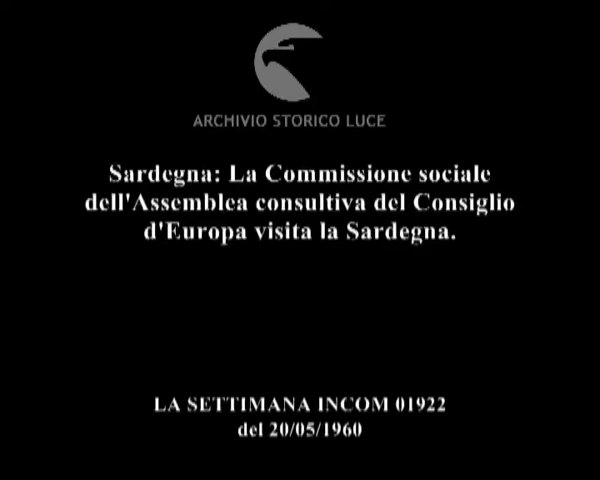 ARCHIVIO STORICO LUCE
Sardegna: La Commissione sociale
dell'Assemblea consultiva del Consiglio
d'Europa visita la Sardegna.
LA SETTIMANA INCOM 01922
del 20/05/1960